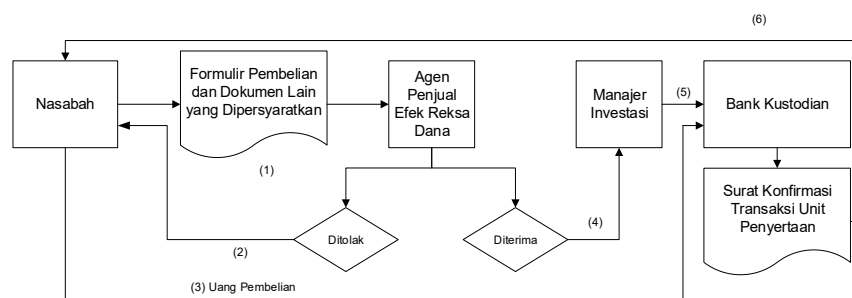 (6)
Nasabah
Formulir Pembelian
dan Dokumen Lain
yang Dipersyaratkan
(1)
Agen
Penjual
Efek Reksa
Dana
Manajer
Investasi
(5)
Bank Kustodian
Ditolak
(2)
Diterima
(4)
Surat Konfirmasi
Transaksi Unit
Penyertaan
(3) Uang Pembelian